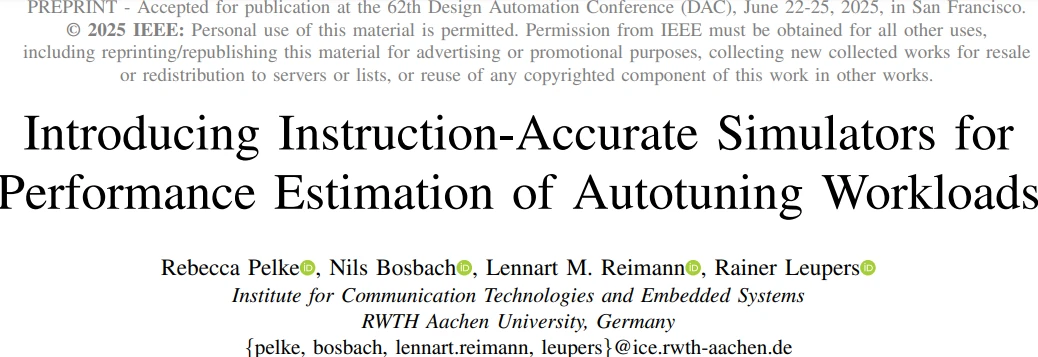 PREPRINT - Accepted for publication at the 62th Design Automation Conference (DAC), June 22-25, 2025, in San Francisco.
© 2025 IEEE: Personal use of this material is permitted. Permission from IEEE must be obtained for all other uses,
including reprinting/republishing this material for advertising or promotional purposes, collecting new collected works for resale
or redistribution to servers or lists, or reuse of any copyrighted component of this work in other works.
Introducing Instruction-Accurate Simulators for
Performance Estimation of Autotuning Workloads
Rebecca Pelke iD, Nils Bosbach iD, Lennart M. Reimann iD, Rainer Leupers iD
Institute for Communication Technologies and Embedded Systems
RWTH Aachen University, Germany
{pelke, bosbach, lennart.reimann, leupers}@ice.rwth-aachen.de